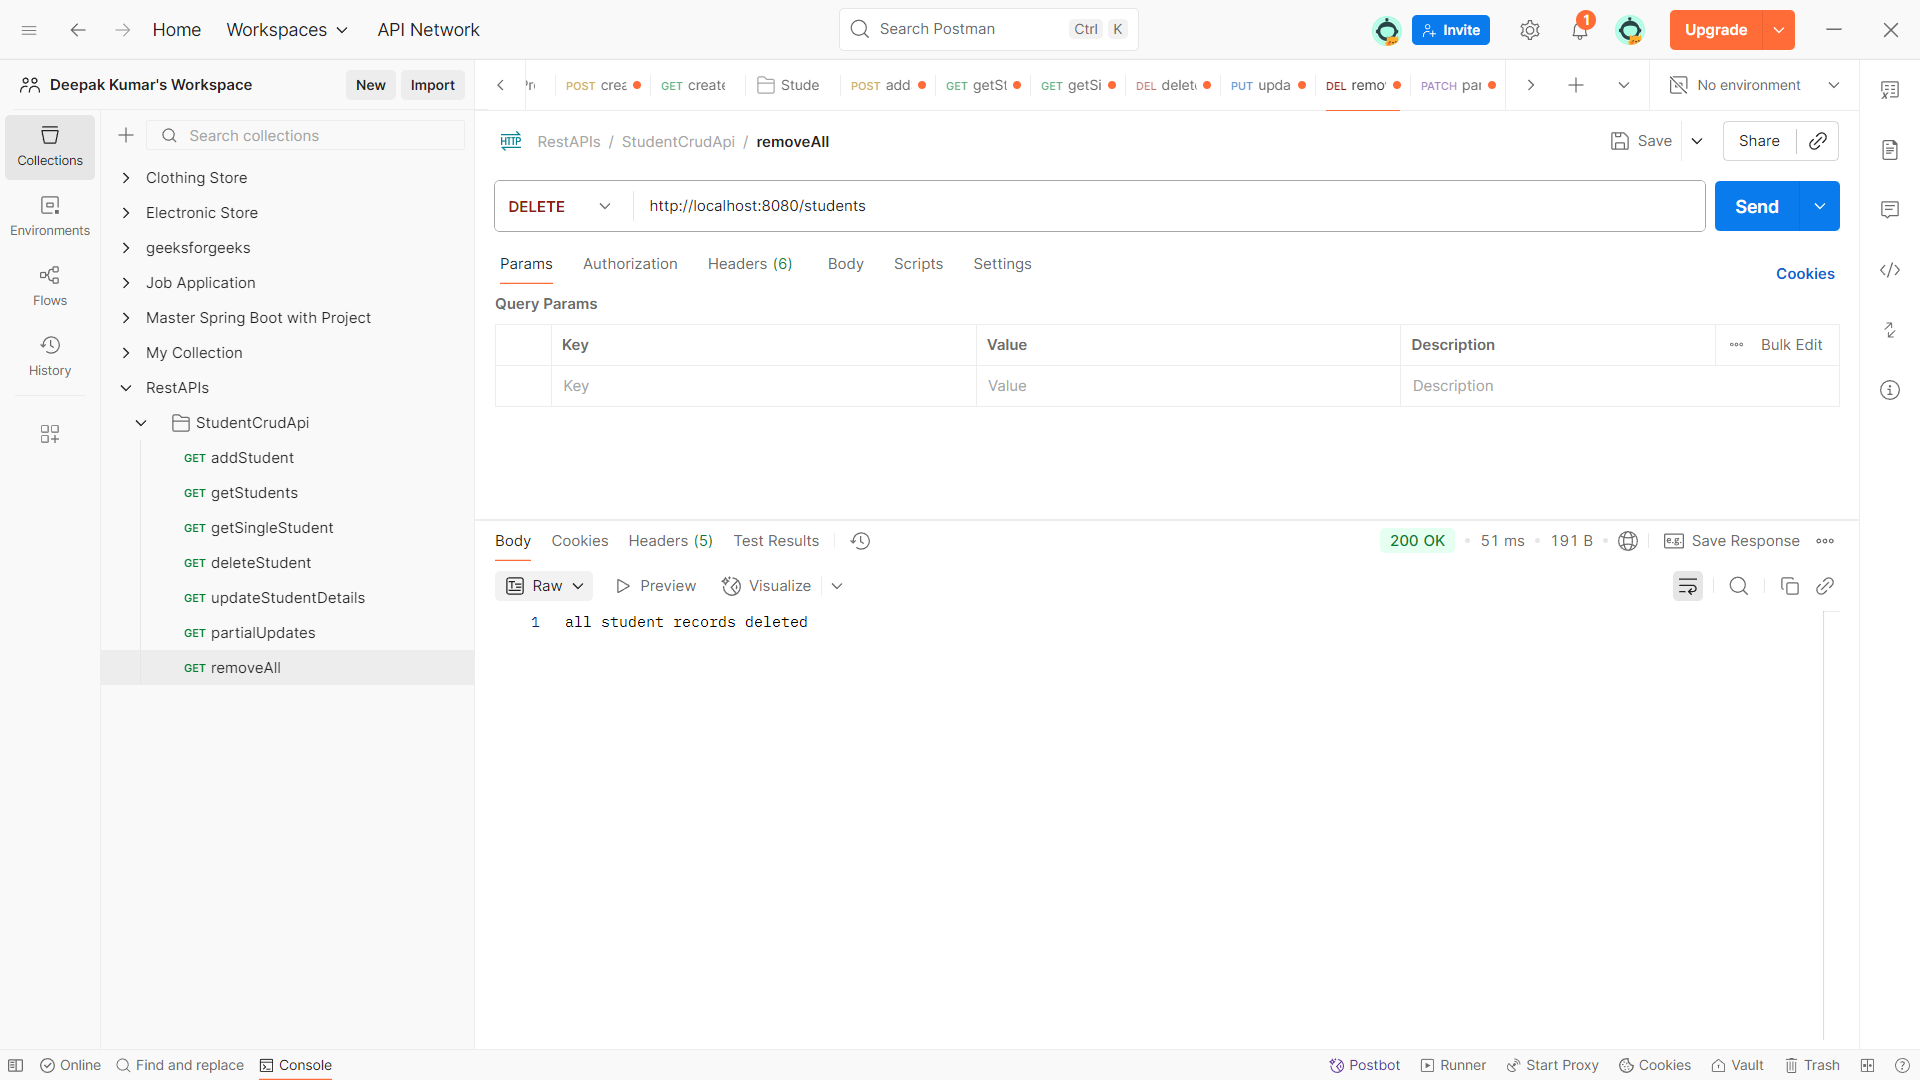 Home Workspaces API Network Search Postman Ctrl K Invite 1 Upgrade
Deepak Kumar's Workspace New Import
POST crea GET create Stude POST add GET getSt GET getSi DEL delet PUT upda DEL remo PATCH par No environment
Collections
Environments
Flows
History
Search collections
Clothing Store
Electronic Store
geeksforgeeks
Job Application
Master Spring Boot with Project
My Collection
RestAPIs
StudentCrudApi
GET addStudent
GET getStudents
GET getSingleStudent
GET deleteStudent
GET updateStudentDetails
GET partialUpdates
GET removeAll
HTTP RestAPIs / StudentCrudApi / removeAll Save Share
DELETE http://localhost:8080/students Send
Params Authorization Headers (6) Body Scripts Settings Cookies
Query Params
Key Value Description Bulk Edit
Key Value Description
Body Cookies Headers (5) Test Results 200 OK 51 ms 191 B e.g. Save Response
Raw Preview Visualize
1 all student records deleted
Online Find and replace Console Postbot Runner Start Proxy Cookies Vault Trash